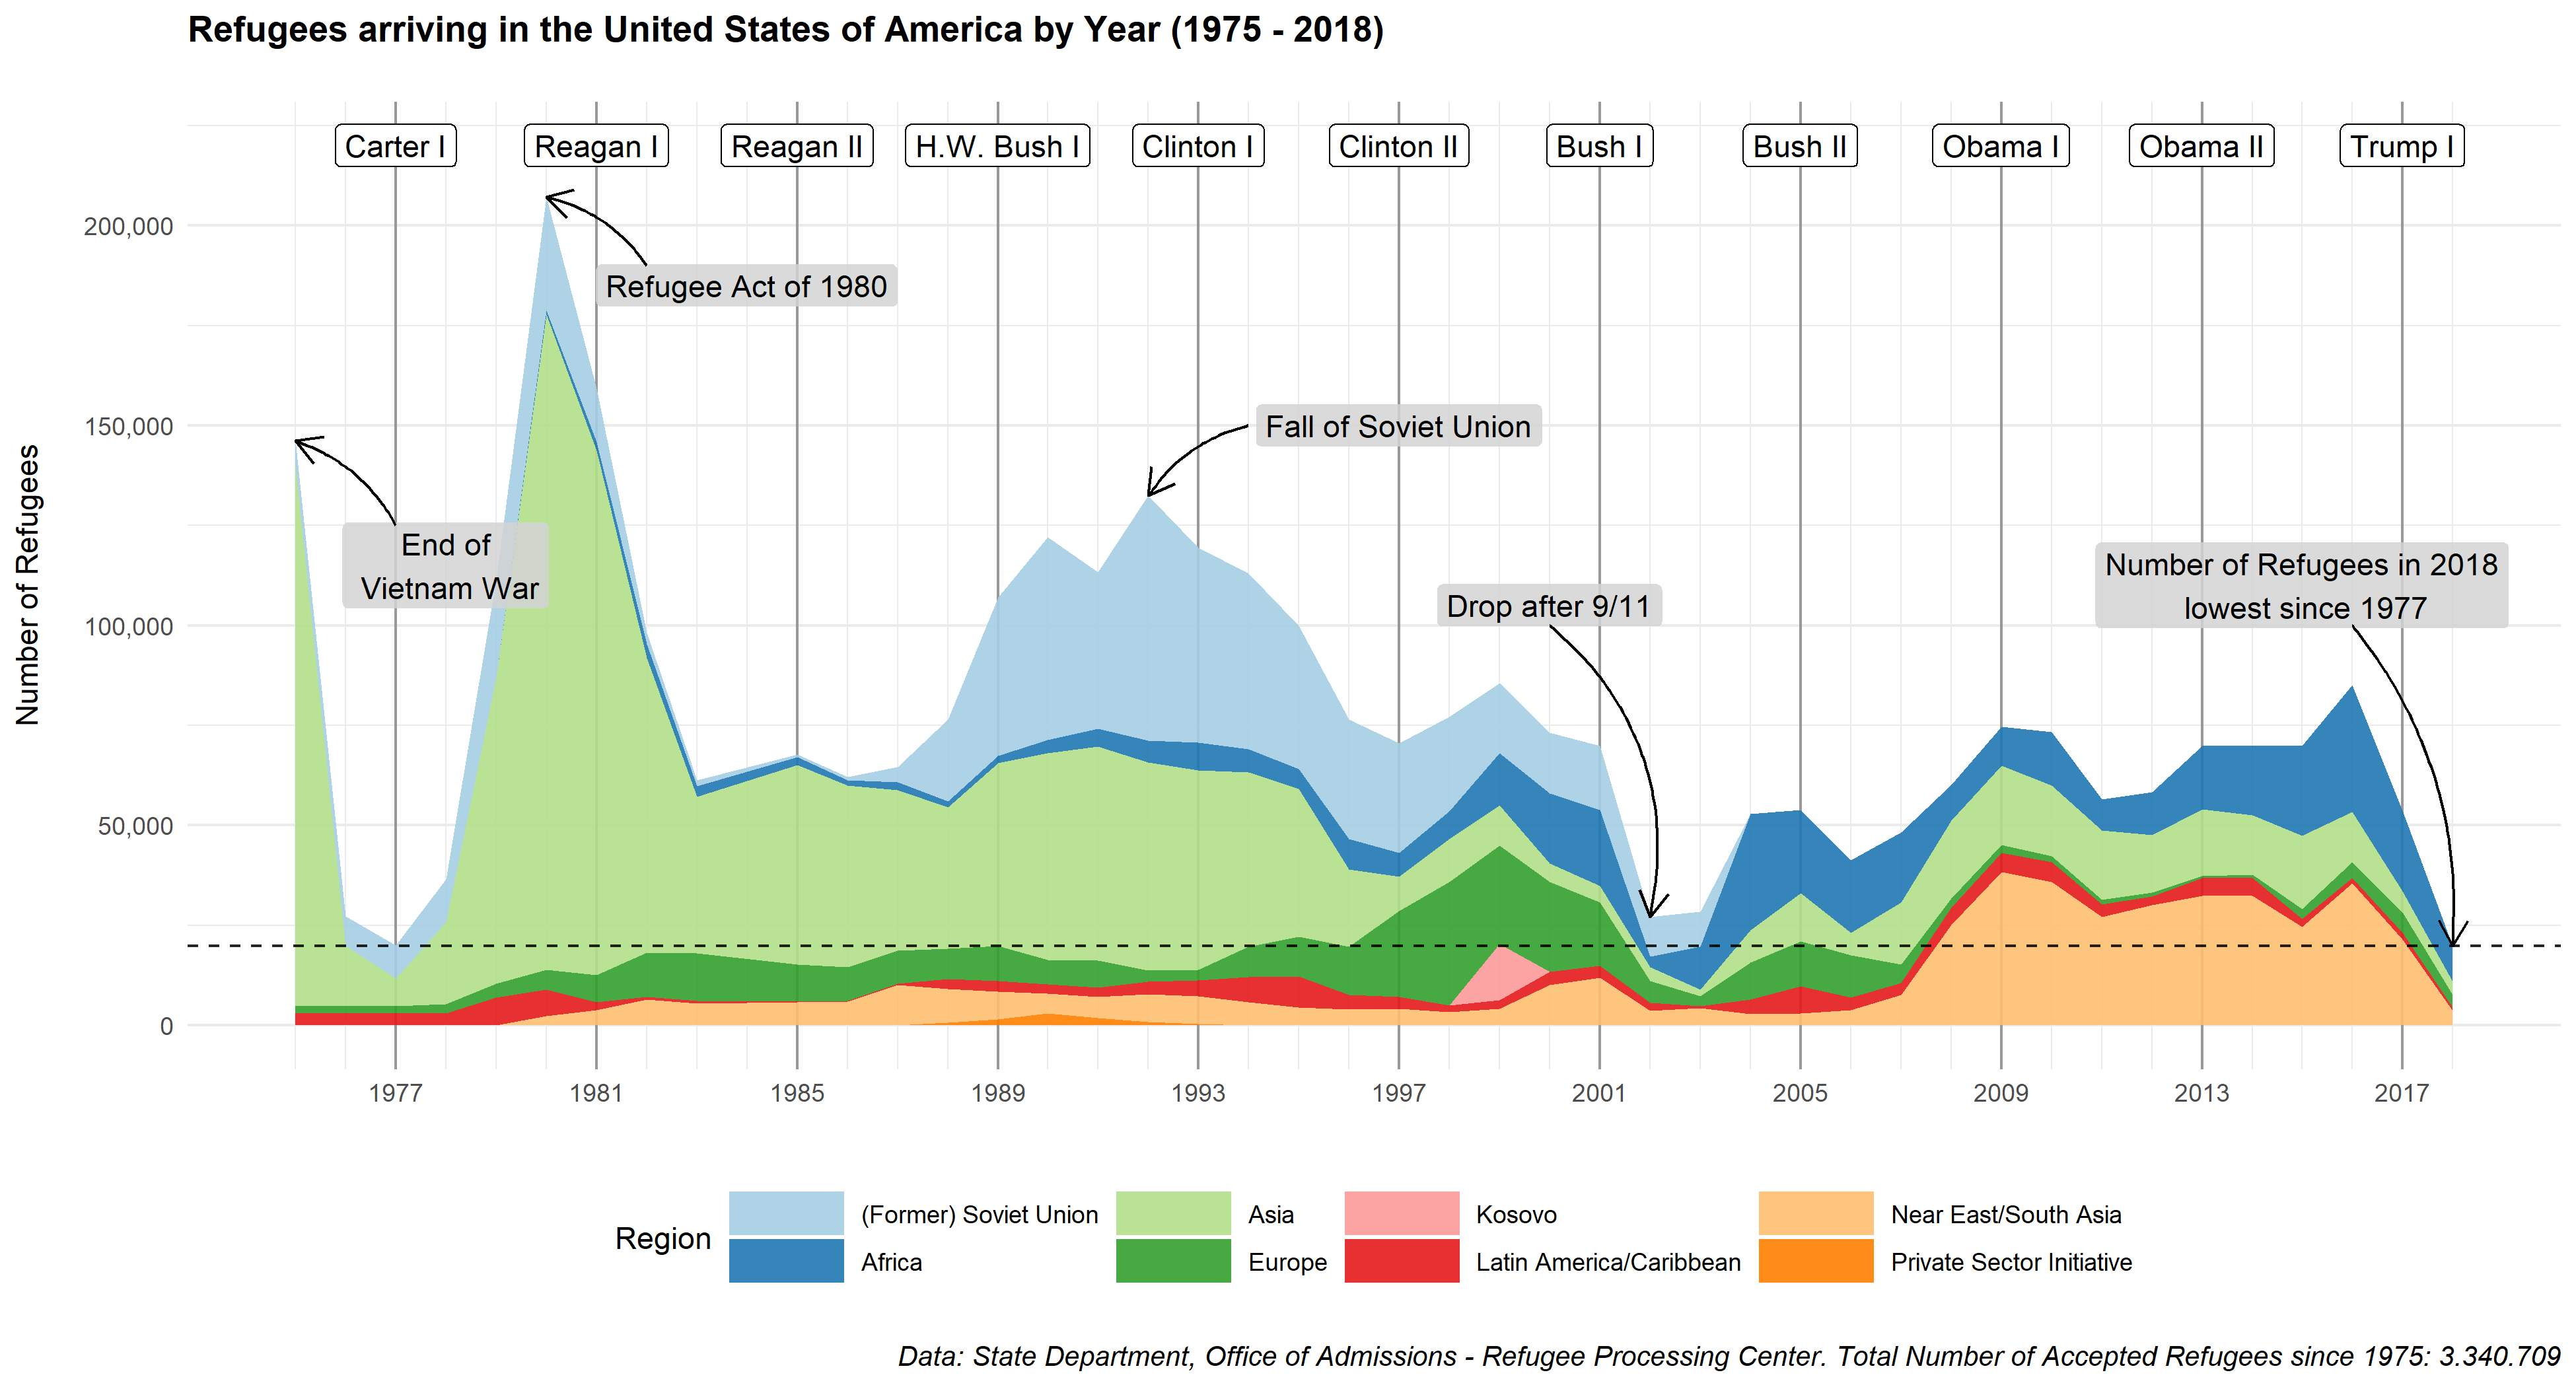 Refugees arriving in the United States of America by Year (1975 - 2018)
Carter I
Reagan I
Reagan II
H.W. Bush I
Clinton I
Clinton II
Bush I
Bush II
Obama I
Obama II
Trump I
Number of Refugees
200,000
150,000
100,000
50,000
0
Refugee Act of 1980
Fall of Soviet Union
End of
Vietnam War
Drop after 9/11
Number of Refugees in 2018
lowest since 1977
1977
1981
1985
1989
1993
1997
2001
2005
2009
2013
2017
Region
(Former) Soviet Union
Africa
Asia
Europe
Kosovo
Latin America/Caribbean
Near East/South Asia
Private Sector Initiative
Data: State Department, Office of Admissions - Refugee Processing Center. Total Number of Accepted Refugees since 1975: 3.340.709